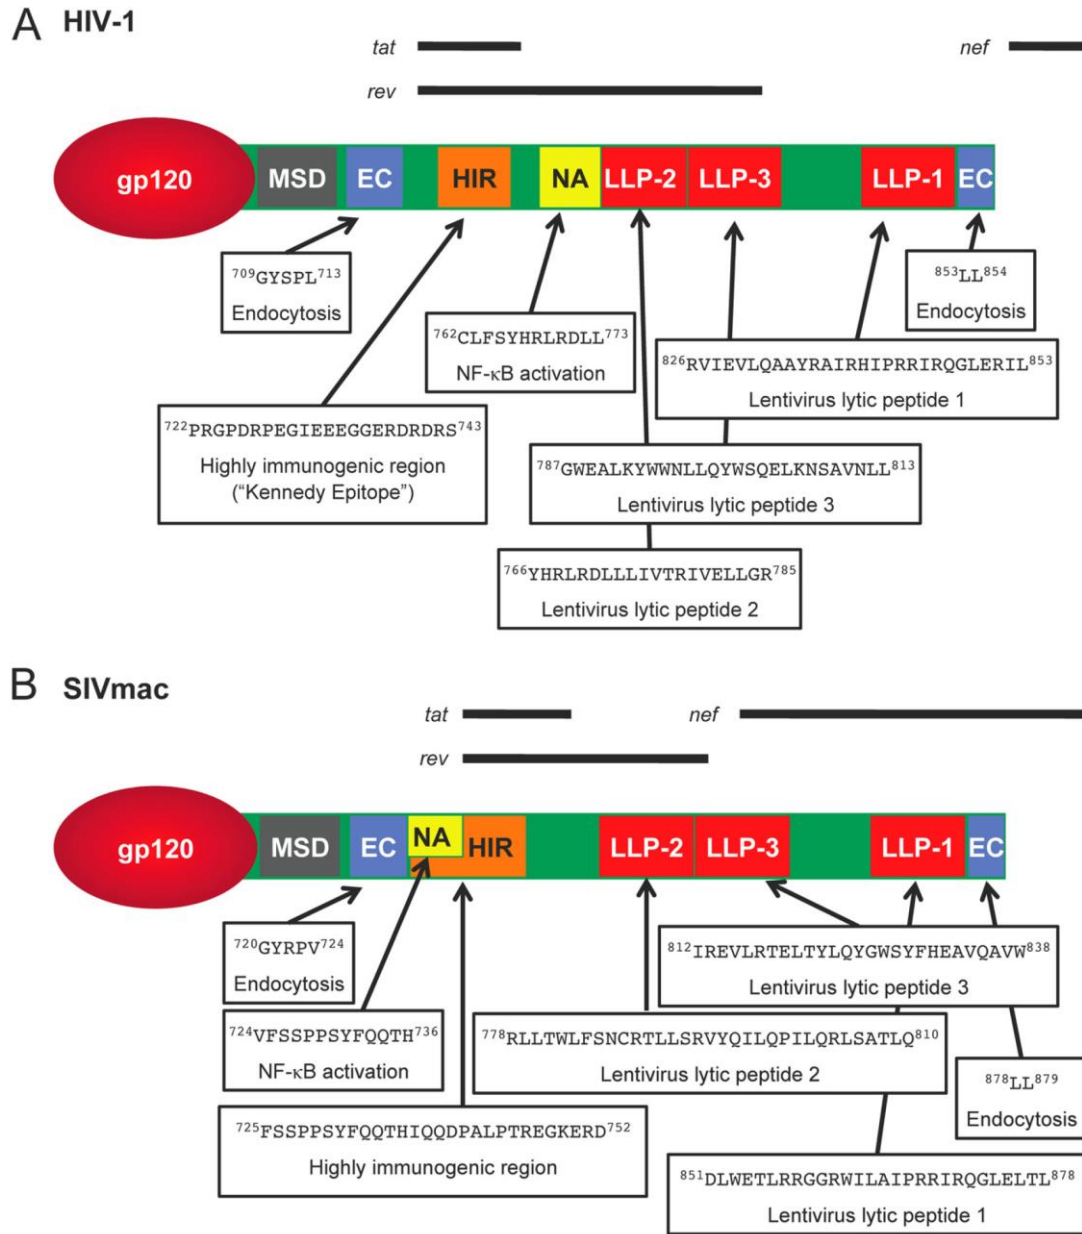 A HIV-1
tat
nef
rev
gp120
MSD
EC
HIR
NA
LLP-2
LLP-3
LLP-1
EC
709GYSPL713
Endocytosis
853LL854
Endocytosis
762CLFSYHRLRDLL773
NF-κB activation
826RVIEVLQAAYRAIRHIPRRIRQGLERIL853
Lentivirus lytic peptide 1
722PRGPDRPEGIEEEGGERDRDRS743
Highly immunogenic region
("Kennedy Epitope")
787GWEALKYWWNLLQYWSQELKNSAVNLL813
Lentivirus lytic peptide 3
766YHRLRDLLLIVTRIVELLGR785
Lentivirus lytic peptide 2
B SIVmac
tat
nef
rev
gp120
MSD
EC
NA
HIR
LLP-2
LLP-3
LLP-1
EC
720GYRPV724
Endocytosis
812IREVLRTELTYLQYGWSYFHEAVQAVW838
Lentivirus lytic peptide 3
724VFSSPPSYFQQTH736
NF-κB activation
778RLLTWLFSNCRTLLSRVYQILQPILQRLSATLQ810
Lentivirus lytic peptide 2
878LL879
Endocytosis
725FSSPPSYFQQTHIQQDPALPTREGKERD752
Highly immunogenic region
851DLWETLRRGGRWILAIPRRIRQGLELTL878
Lentivirus lytic peptide 1